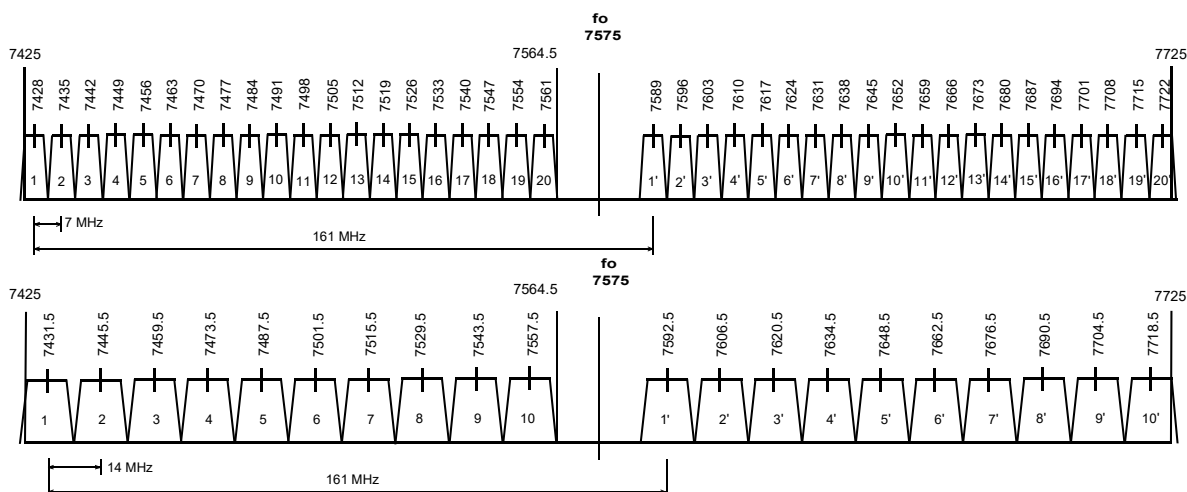 fo
7575
7425 7564.5 7725
7428 7435 7442 7449 7456 7463 7470 7477 7484 7491 7498 7505 7512 7519 7526 7533 7540 7547 7554 7561 7589 7596 7603 7610 7617 7624 7631 7638 7645 7652 7659 7666 7673 7680 7687 7694 7701 7708 7715 7722
1 2 3 4 5 6 7 8 9 10 11 12 13 14 15 16 17 18 19 20 1' 2' 3' 4' 5' 6' 7' 8' 9' 10' 11' 12' 13' 14' 15' 16' 17' 18' 19' 20'
7 MHz
161 MHz
fo
7575
7425 7564.5 7725
7431.5 7445.5 7459.5 7473.5 7487.5 7501.5 7515.5 7529.5 7543.5 7557.5 7592.5 7606.5 7620.5 7634.5 7648.5 7662.5 7676.5 7690.5 7704.5 7718.5
1 2 3 4 5 6 7 8 9 10 1' 2' 3' 4' 5' 6' 7' 8' 9' 10'
14 MHz
161 MHz